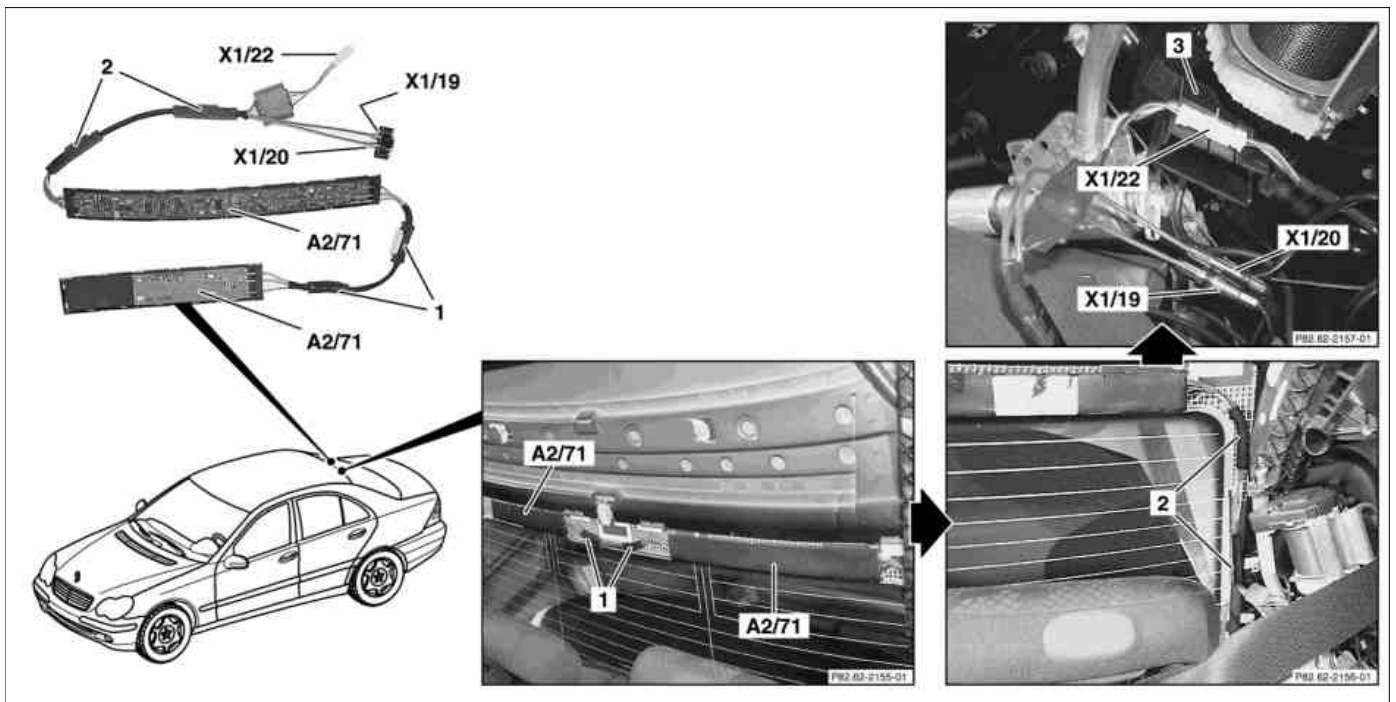 2
X1/22
X1/19
X1/20
A2/71
1
A2/71
A2/71
1
A2/71
P82.62-2155-01
3
X1/22
X1/20
X1/19
P82.62-2157-01
2
P82.62-2156-01